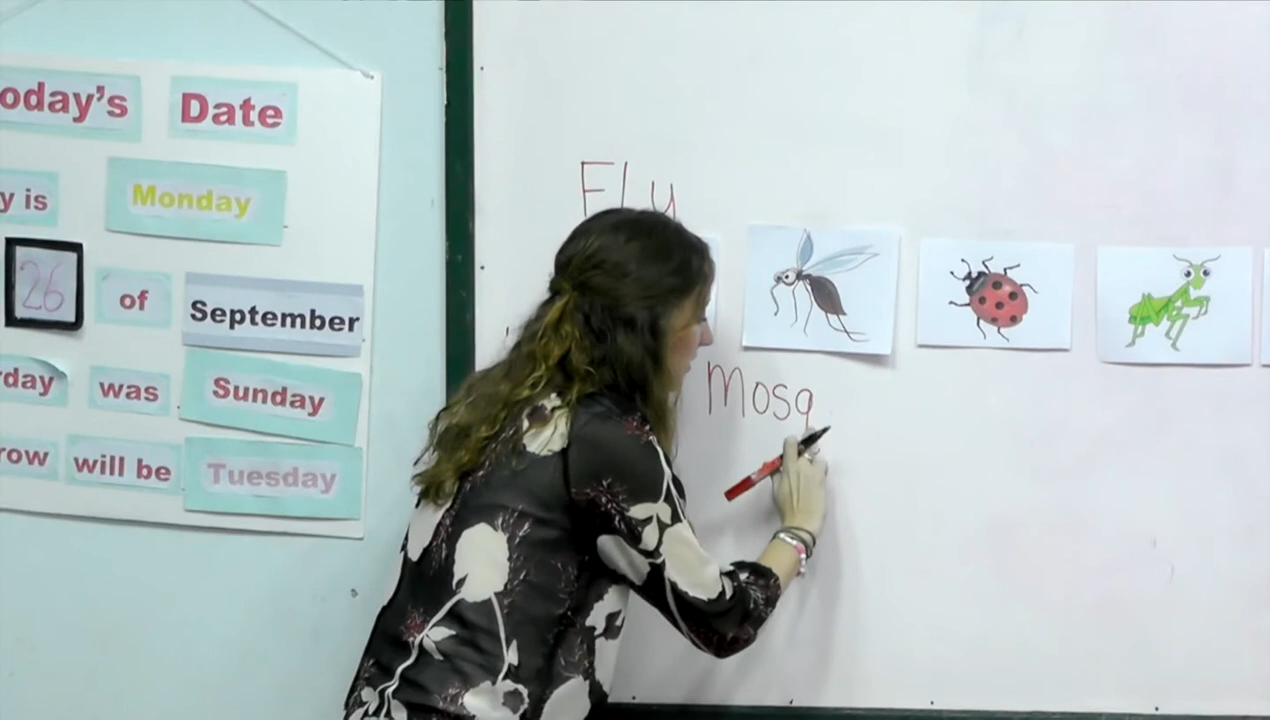 oday's Date
y is Monday
26 of September
rday was Sunday
row will be Tuesday
Fly
Mosq